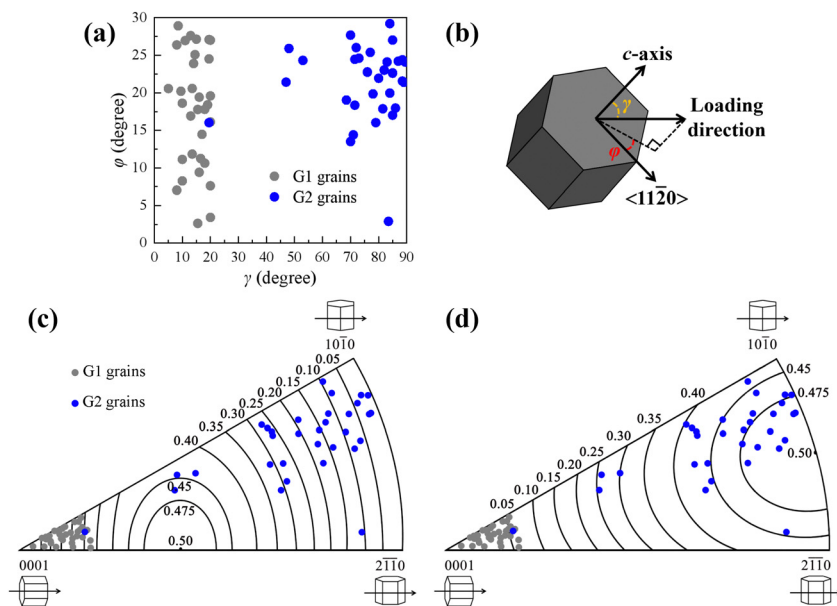 (a)
30
25
20
15
10
5
0
φ (degree)
G1 grains
G2 grains
0 10 20 30 40 50 60 70 80 90
γ (degree)
(b)
c-axis
γ
Loading
direction
φ
<112̅0>
(c)
G1 grains
G2 grains
101̅0
0.05
0.10
0.15
0.20
0.25
0.30
0.35
0.40
0.45
0.475
0.50
0001
21̅1̅0
(d)
101̅0
0.45
0.475
0.40
0.35
0.30
0.25
0.20
0.15
0.10
0.05
0.50
0001
21̅1̅0